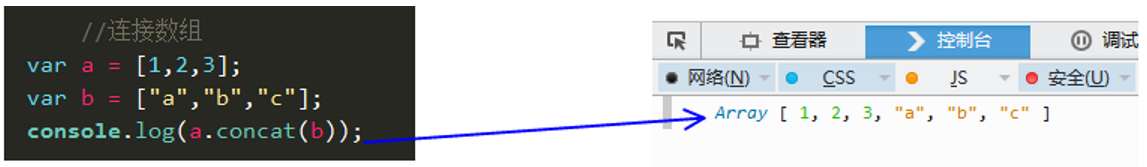 //连接数组
var a = [1,2,3];
var b = ["a","b","c"];
console.log(a.concat(b));
查看器 控制台 调试
网络(N) CSS JS 安全(U)
Array [ 1, 2, 3, "a", "b", "c" ]